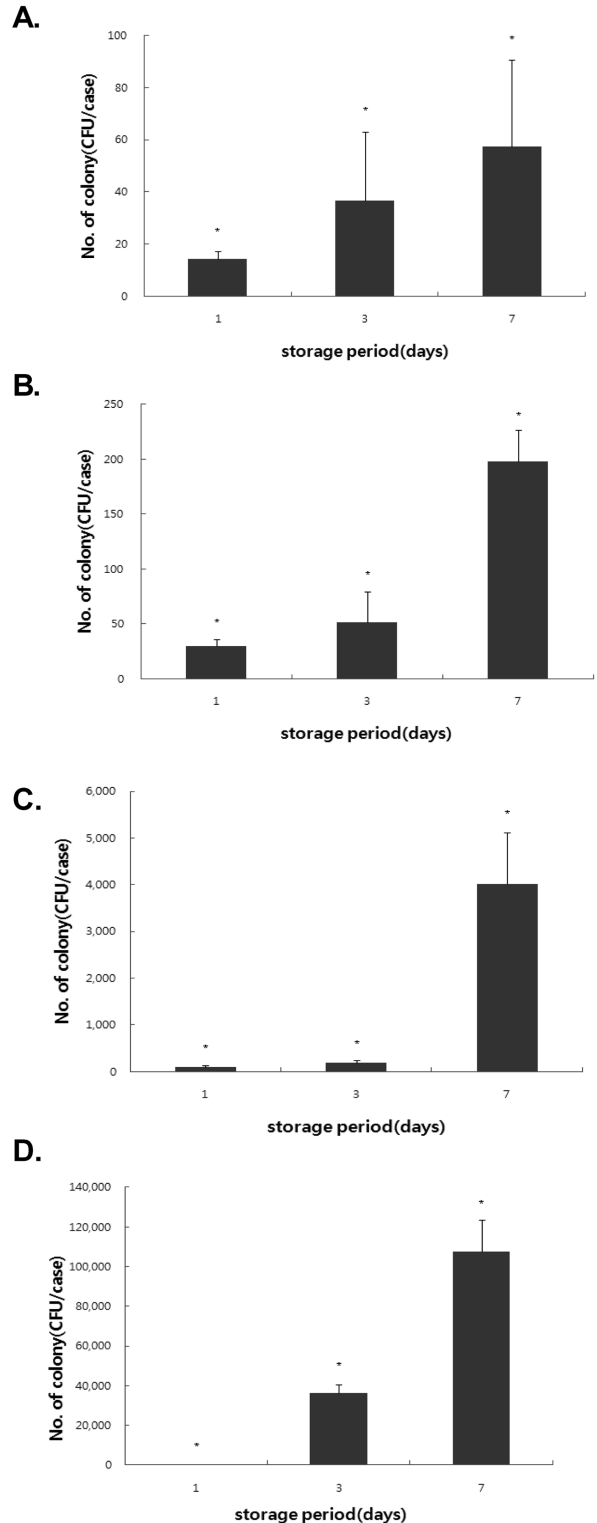 A.
No. of colony(CFU/case)
100
80
60
40
20
0
*
*
*
1 3 7
storage period(days)
B.
No. of colony(CFU/case)
250
200
150
100
50
0
*
*
*
1 3 7
storage period(days)
C.
No. of colony(CFU/case)
6,000
5,000
4,000
3,000
2,000
1,000
0
*
*
*
1 3 7
storage period(days)
D.
No. of colony(CFU/case)
140,000
120,000
100,000
80,000
60,000
40,000
20,000
0
*
*
*
1 3 7
storage period(days)